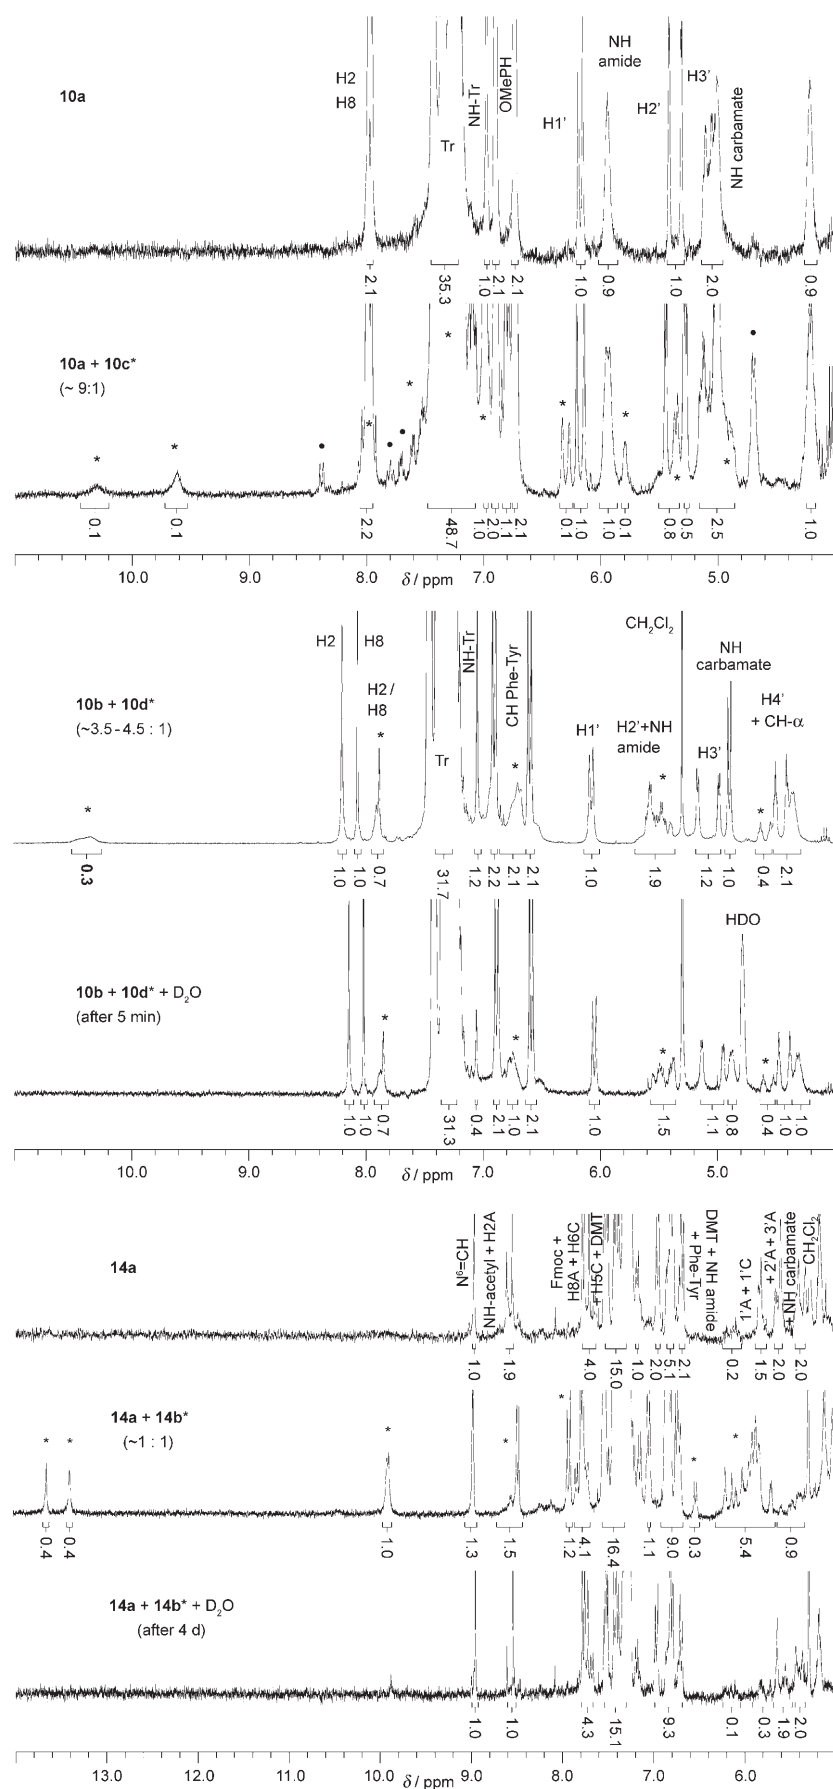 10a
H2
H8
Tr
NH-Tr
OMePH
H1'
NH
amide
H2'
H3'
NH carbamate
2.1
35.3
1.0
2.1
2.1
1.0
0.9
1.0
2.0
0.9
10a + 10c*
(~ 9:1)
*
*
•
*
•
•
*
*
*
*
*
*
*
•
0.1
0.1
2.2
48.7
1.0
2.0
1.1
2.1
0.1
1.0
1.0
0.1
0.8
0.5
2.5
1.0
10.0 9.0 8.0 7.0 6.0 5.0
δ / ppm
10b + 10d*
(~3.5 - 4.5 : 1)
*
H2
H8
H2 /
H8
*
Tr
NH-Tr
CH Phe-Tyr
*
H1'
H2'+NH
amide
*
CH2Cl2
H3'
NH
carbamate
*
H4'
+ CH-α
0.3
1.0
1.0
0.7
31.7
1.2
2.2
2.1
2.1
1.0
1.9
1.2
1.0
0.4
2.1
10b + 10d* + D2O
(after 5 min)
*
*
*
HDO
*
1.0
1.0
0.7
31.3
0.4
2.1
1.0
2.1
1.0
1.5
1.1
0.8
0.4
1.0
1.0
10.0 9.0 8.0 7.0 6.0 5.0
δ / ppm
14a
N6=CH
NH-acetyl + H2A
Fmoc +
H8A + H6C
+ H5C + DMT
DMT + NH amide
+ Phe-Tyr
1'A + 1'C
+ 2'A + 3'A
+ NH carbamate
CH2Cl2
1.0
1.9
4.0
15.0
1.0
2.0
5.1
2.1
0.2
1.5
2.0
2.0
14a + 14b*
(~1 : 1)
*
*
*
*
*
*
*
0.4
0.4
1.0
1.3
1.5
1.2
4.1
16.4
1.1
9.0
0.3
5.4
0.9
14a + 14b* + D2O
(after 4 d)
1.0
1.0
4.3
15.1
9.3
0.1
0.3
1.9
2.0
13.0 12.0 11.0 10.0 9.0 8.0 7.0 6.0
δ / ppm